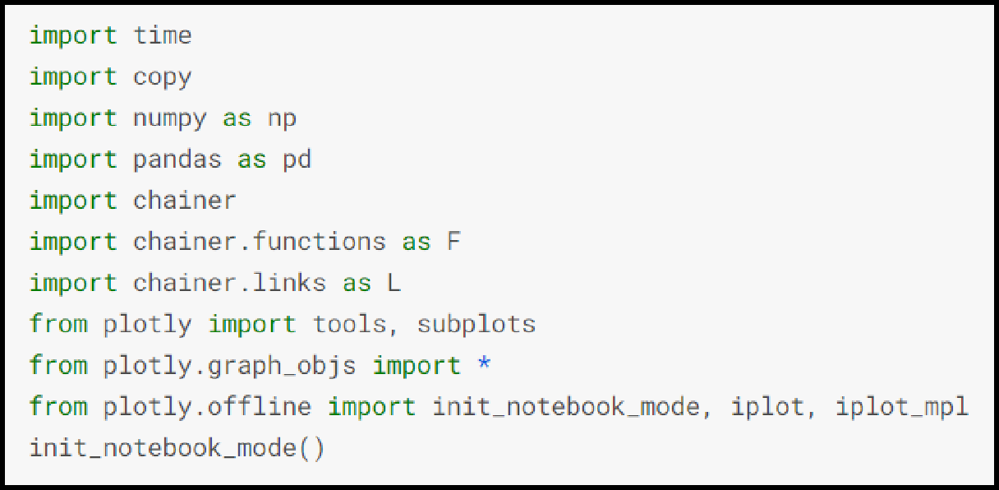 import time
import copy
import numpy as np
import pandas as pd
import chainer
import chainer.functions as F
import chainer.links as L
from plotly import tools, subplots
from plotly.graph_objs import *
from plotly.offline import init_notebook_mode, iplot, iplot_mpl
init_notebook_mode()